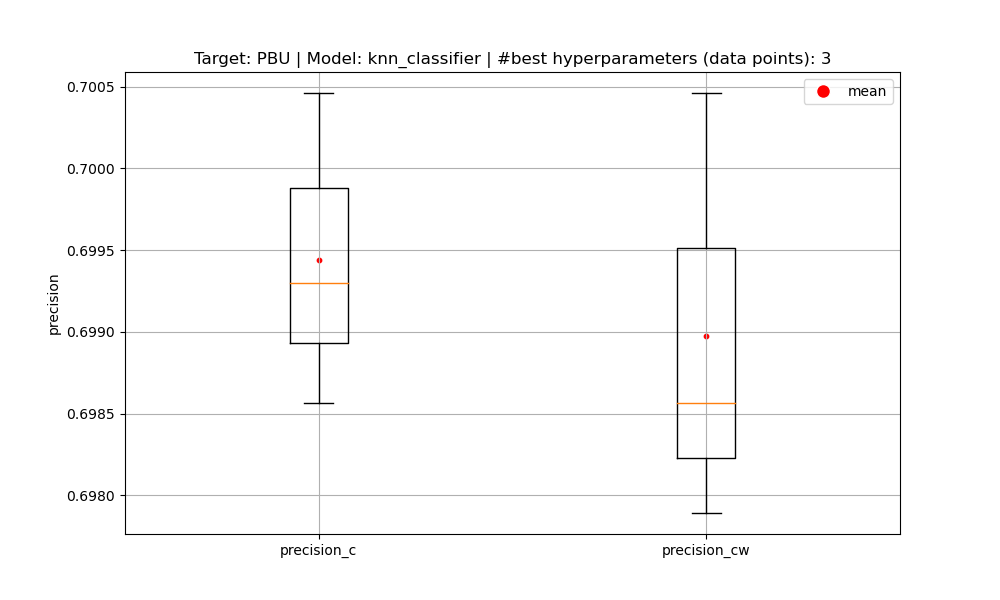 Target: PBU | Model: knn_classifier | #best hyperparameters (data points): 3
mean
precision
0.7005
0.7000
0.6995
0.6990
0.6985
0.6980
precision_c
precision_cw